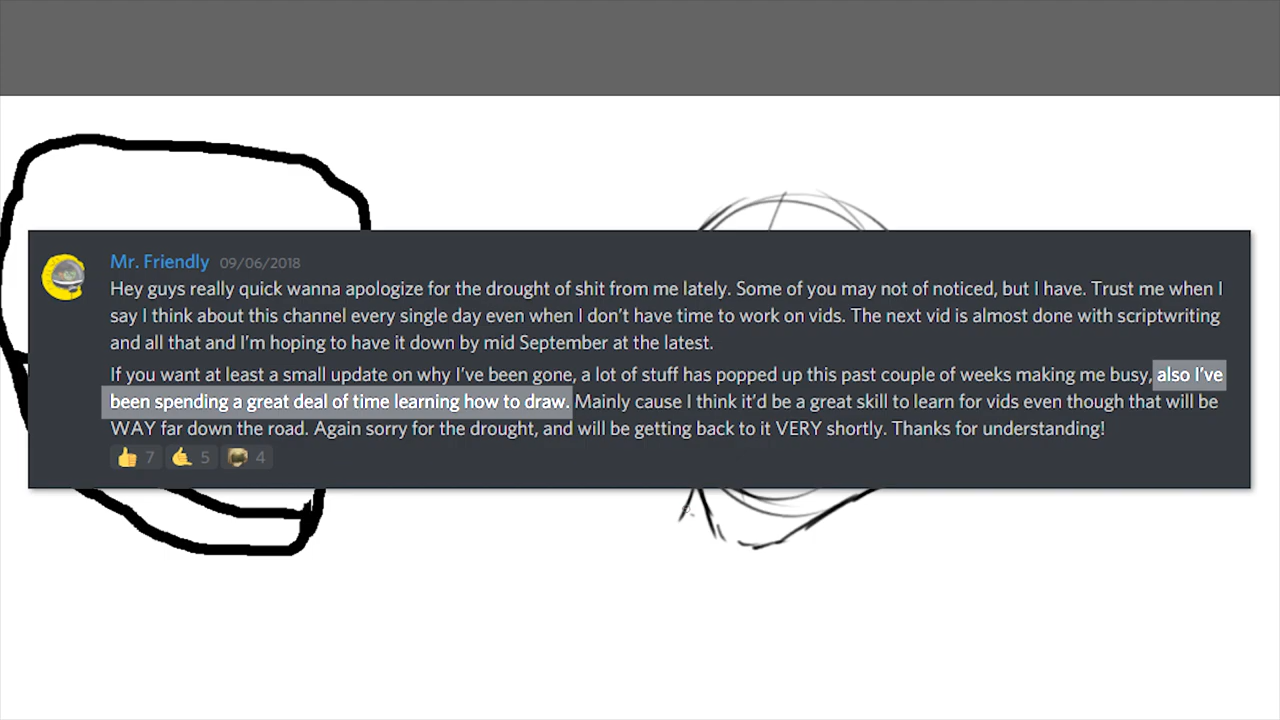 Mr. Friendly 09/06/2018
Hey guys really quick wanna apologize for the drought of shit from me lately. Some of you may not of noticed, but I have. Trust me when I
say I think about this channel every single day even when I don't have time to work on vids. The next vid is almost done with scriptwriting
and all that and I'm hoping to have it down by mid September at the latest.
If you want at least a small update on why I've been gone, a lot of stuff has popped up this past couple of weeks making me busy, also I've
been spending a great deal of time learning how to draw. Mainly cause I think it'd be a great skill to learn for vids even though that will be
WAY far down the road. Again sorry for the drought, and will be getting back to it VERY shortly. Thanks for understanding!
7 5 4